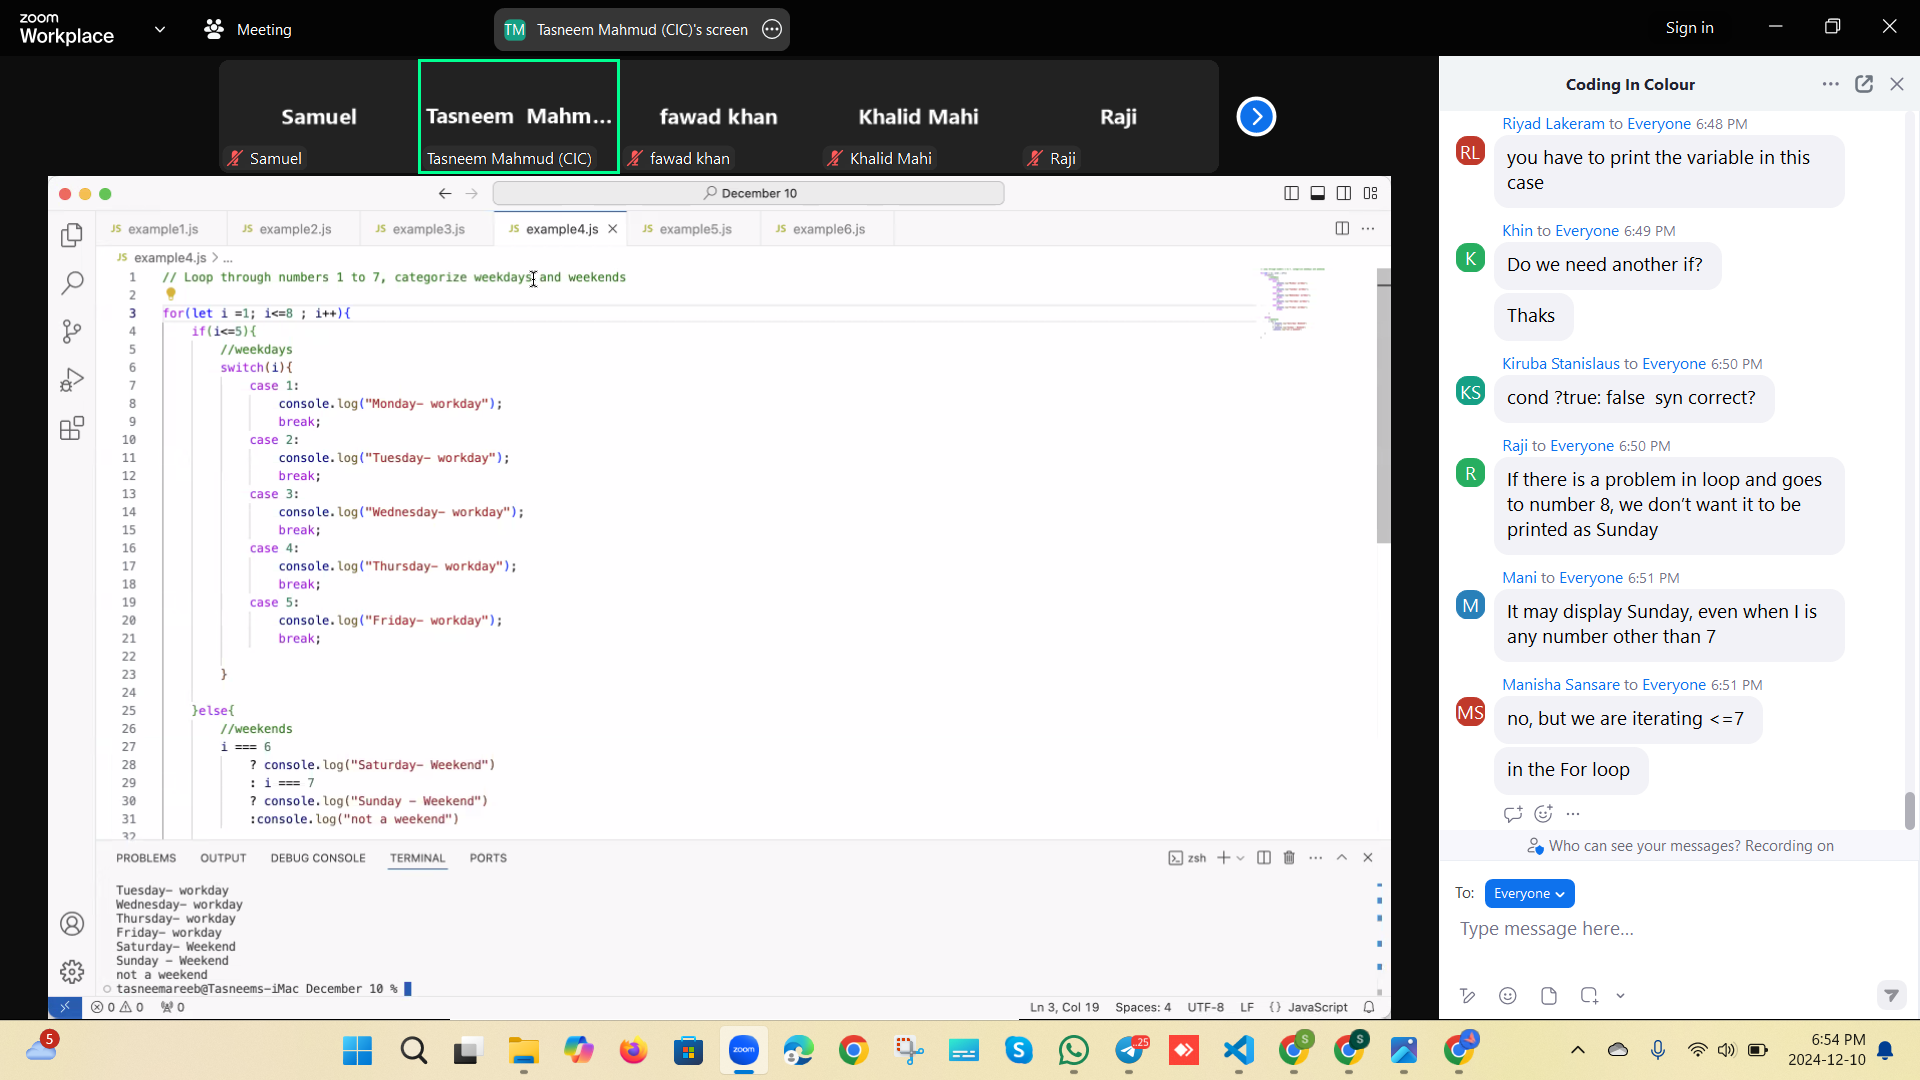 zoom
Workplace
Meeting
TM Tasneem Mahmud (CIC)'s screen
Sign in
Samuel
Tasneem Mahm...
fawad khan
Khalid Mahi
Raji
Samuel
Tasneem Mahmud (CIC)
fawad khan
Khalid Mahi
Raji
December 10
JS example1.js
JS example2.js
JS example3.js
JS example4.js
JS example5.js
JS example6.js
JS example4.js > ...
1 // Loop through numbers 1 to 7, categorize weekdays and weekends
2
3 for(let i =1; i<=8 ; i++){
4 if(i<=5){
5 //weekdays
6 switch(i){
7 case 1:
8 console.log("Monday- workday");
9 break;
10 case 2:
11 console.log("Tuesday- workday");
12 break;
13 case 3:
14 console.log("Wednesday- workday");
15 break;
16 case 4:
17 console.log("Thursday- workday");
18 break;
19 case 5:
20 console.log("Friday- workday");
21 break;
22
23 }
24
25 }else{
26 //weekends
27 i === 6
28 ? console.log("Saturday- Weekend")
29 : i === 7
30 ? console.log("Sunday - Weekend")
31 :console.log("not a weekend")
32
PROBLEMS OUTPUT DEBUG CONSOLE TERMINAL PORTS
zsh
Tuesday- workday
Wednesday- workday
Thursday- workday
Friday- workday
Saturday- Weekend
Sunday - Weekend
not a weekend
tasneemareeb@Tasneems-iMac December 10 %
0 0 0
Ln 3, Col 19 Spaces: 4 UTF-8 LF {} JavaScript
Coding In Colour
Riyad Lakeram to Everyone 6:48 PM
RL
you have to print the variable in this
case
Khin to Everyone 6:49 PM
K
Do we need another if?
Thaks
Kiruba Stanislaus to Everyone 6:50 PM
KS
cond ?true: false syn correct?
Raji to Everyone 6:50 PM
R
If there is a problem in loop and goes
to number 8, we don’t want it to be
printed as Sunday
Mani to Everyone 6:51 PM
M
It may display Sunday, even when I is
any number other than 7
Manisha Sansare to Everyone 6:51 PM
MS
no, but we are iterating <=7
in the For loop
Who can see your messages? Recording on
To: Everyone
Type message here...
5
zoom
.25
S
S
6:54 PM
2024-12-10